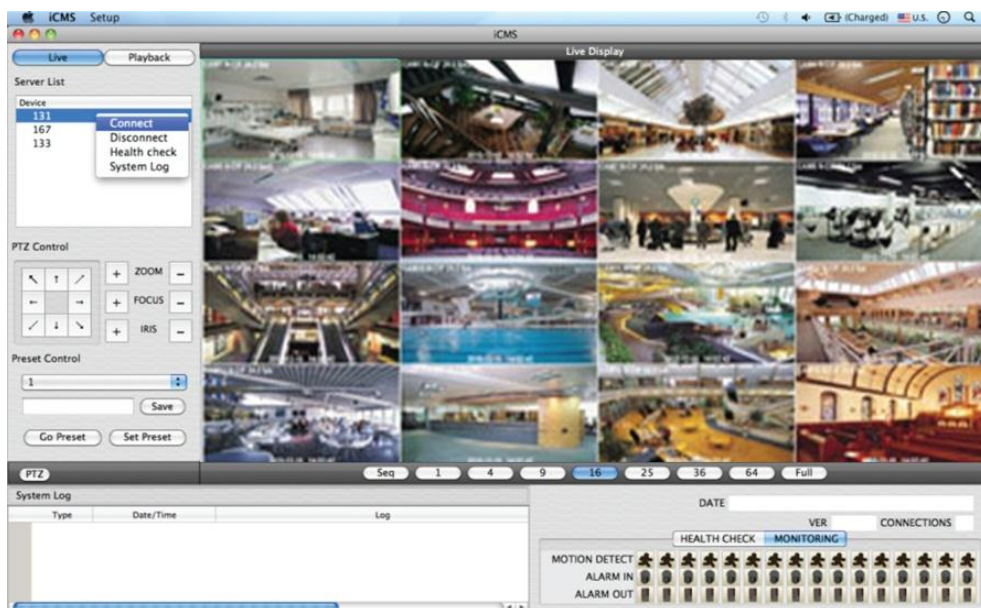 iCMS Setup (Charged) U.S.
iCMS
Live Playback
Live Display
Server List
Device
131
167
133
Connect
Disconnect
Health check
System Log
PTZ Control
+ ZOOM -
+ FOCUS -
+ IRIS -
Preset Control
1
Save
Go Preset Set Preset
PTZ
Seq 1 4 9 16 25 36 64 Full
System Log
Type Date/Time Log
DATE
VER CONNECTIONS
HEALTH CHECK MONITORING
MOTION DETECT
ALARM IN
ALARM OUT